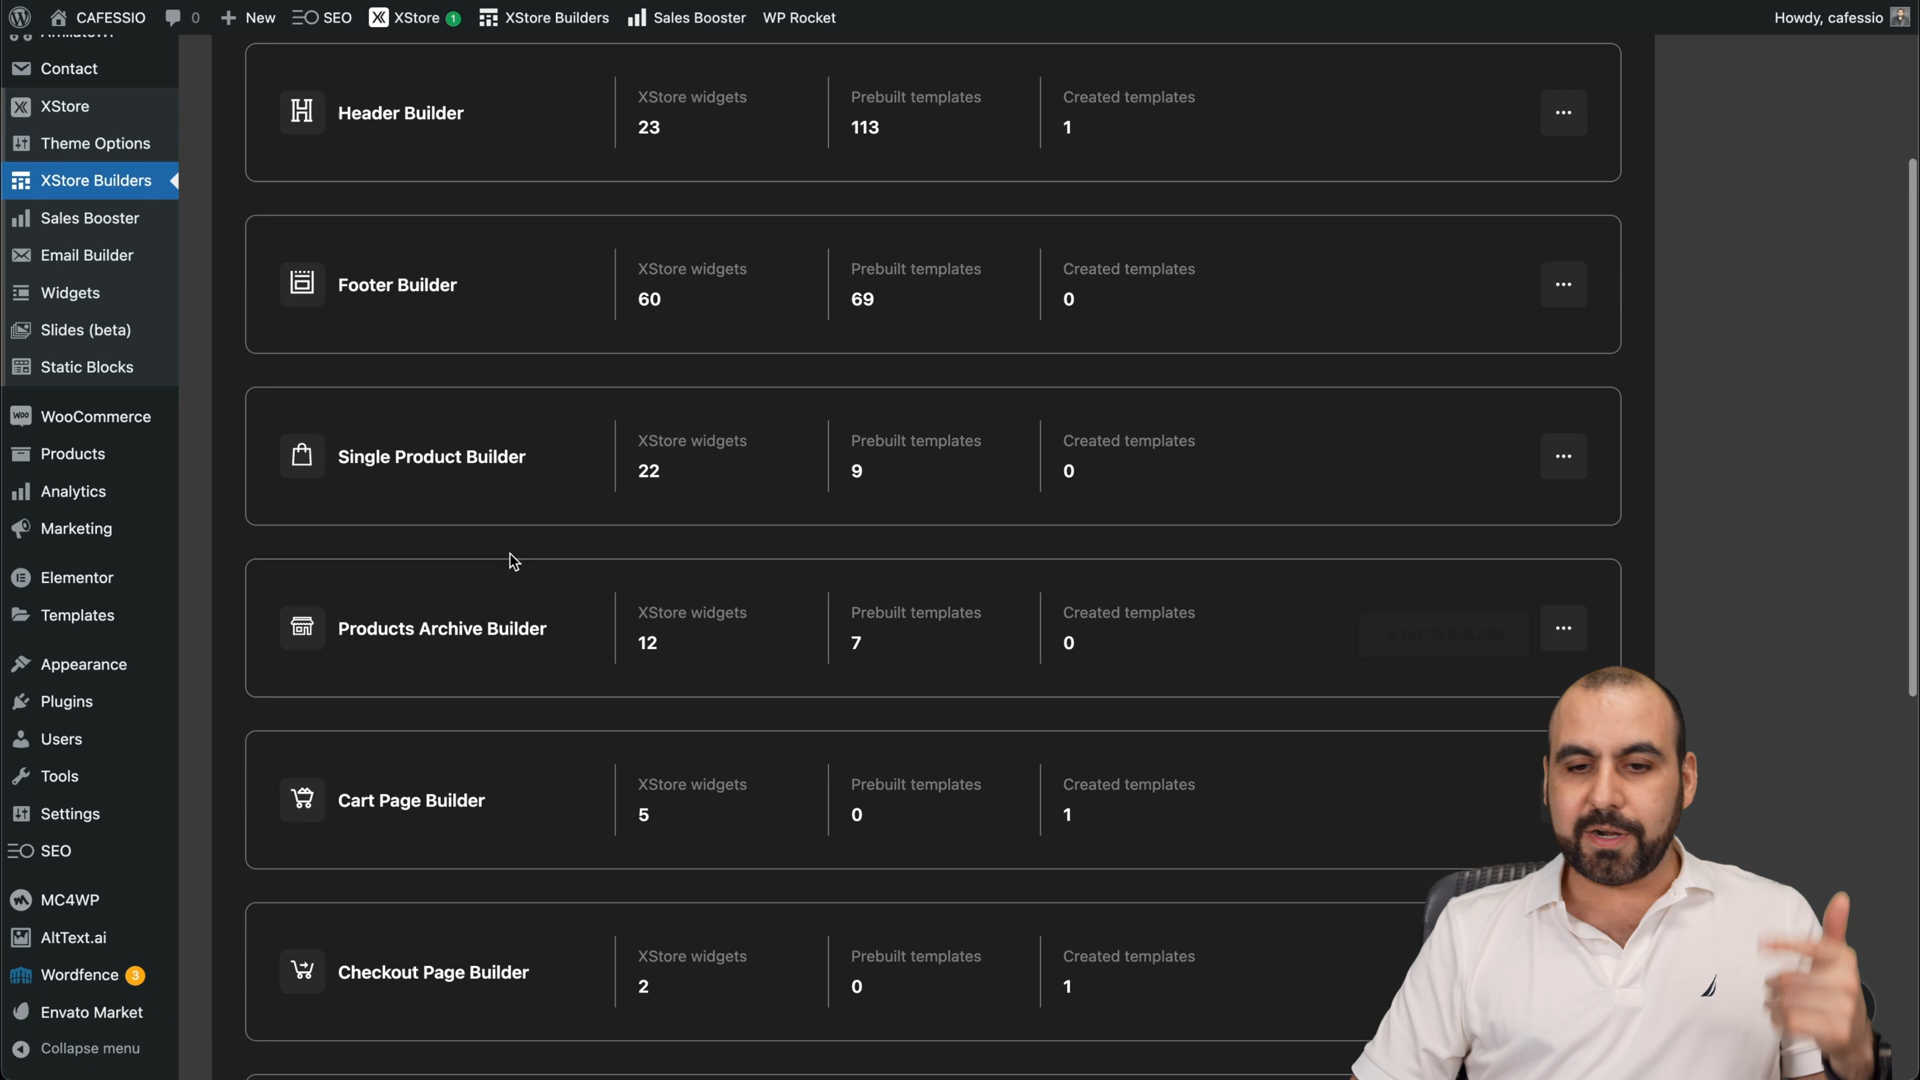 CAFESSIO 0 New SEO XStore 1 XStore Builders Sales Booster WP Rocket Howdy, cafessio
AffiliateWP
Contact
XStore
Theme Options
XStore Builders
Sales Booster
Email Builder
Widgets
Slides (beta)
Static Blocks
WooCommerce
Products
Analytics
Marketing
Elementor
Templates
Appearance
Plugins
Users
Tools
Settings
SEO
MC4WP
AltText.ai
Wordfence 3
Envato Market
Collapse menu
Header Builder
XStore widgets
23
Prebuilt templates
113
Created templates
1
Footer Builder
XStore widgets
60
Prebuilt templates
69
Created templates
0
Single Product Builder
XStore widgets
22
Prebuilt templates
9
Created templates
0
Products Archive Builder
XStore widgets
12
Prebuilt templates
7
Created templates
0
Cart Page Builder
XStore widgets
5
Prebuilt templates
0
Created templates
1
Checkout Page Builder
XStore widgets
2
Prebuilt templates
0
Created templates
1